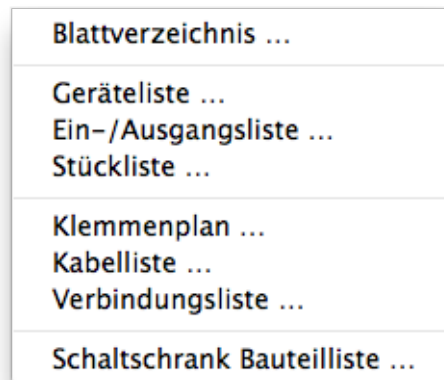 Blattverzeichnis ...
Geräteliste ...
Ein-/Ausgangsliste ...
Stückliste ...
Klemmenplan ...
Kabelliste ...
Verbindungsliste ...
Schaltschrank Bauteilliste ...